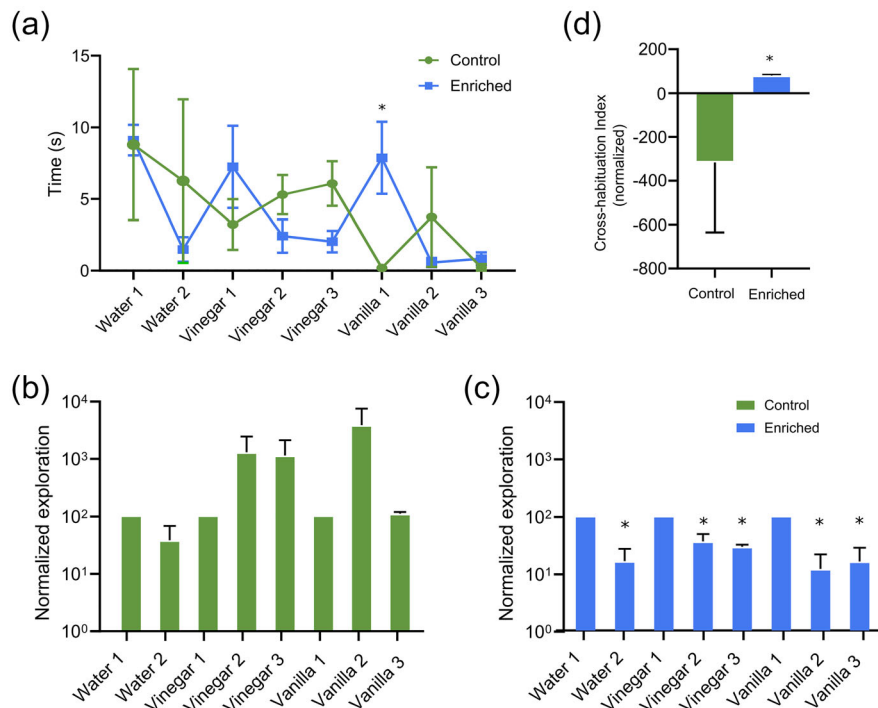 (a)
Time (s)
15
10
5
0
Control
Enriched
*
Water 1
Water 2
Vinegar 1
Vinegar 2
Vinegar 3
Vanilla 1
Vanilla 2
Vanilla 3
(d)
Cross-habituation Index
(normalized)
200
0
-200
-400
-600
-800
*
Control
Enriched
(b)
Normalized exploration
10⁴
10³
10²
10¹
10⁰
Water 1
Water 2
Vinegar 1
Vinegar 2
Vinegar 3
Vanilla 1
Vanilla 2
Vanilla 3
(c)
Normalized exploration
10⁴
10³
10²
10¹
10⁰
Control
Enriched
* * * * *
Water 1
Water 2
Vinegar 1
Vinegar 2
Vinegar 3
Vanilla 1
Vanilla 2
Vanilla 3